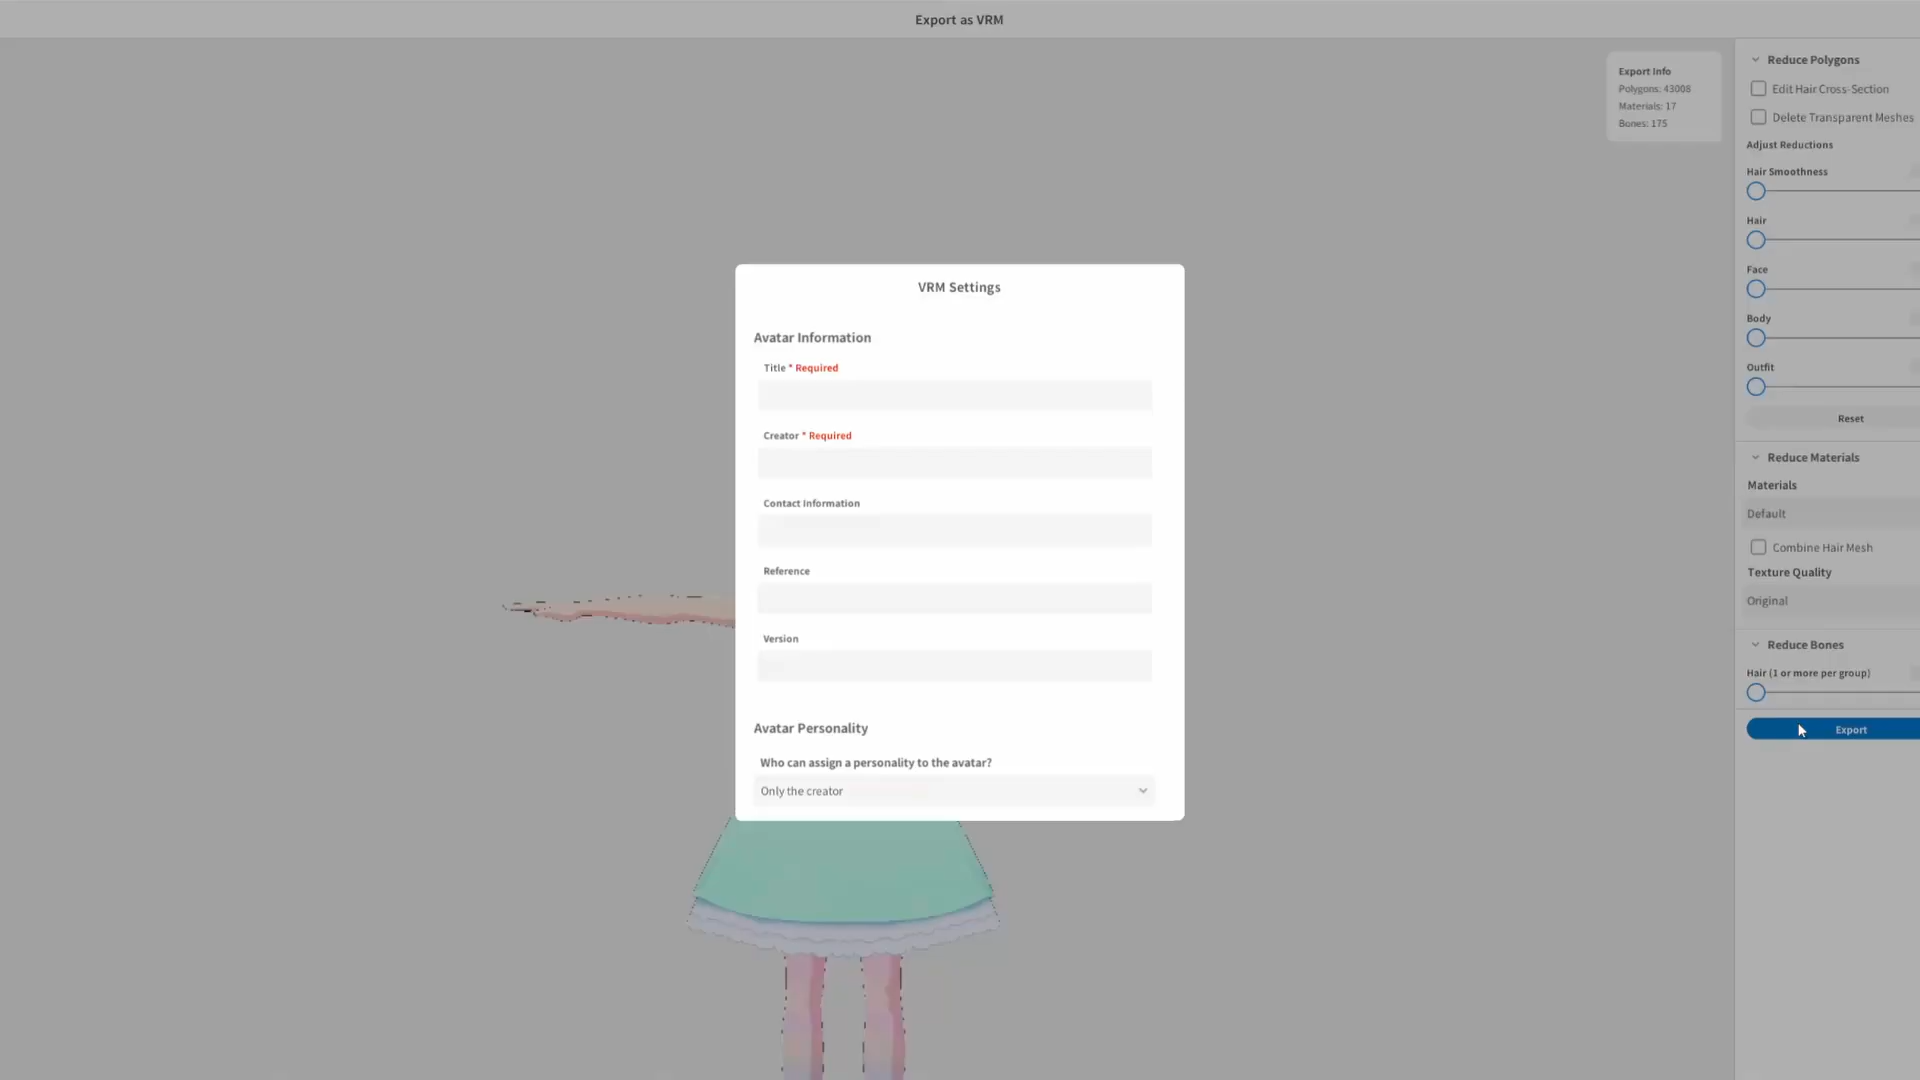 Export as VRM
Export Info
Polygons: 43008
Materials: 17
Bones: 175
VRM Settings
Avatar Information
Title * Required
Creator * Required
Contact Information
Reference
Version
Avatar Personality
Who can assign a personality to the avatar?
Only the creator
Reduce Polygons
Edit Hair Cross-Section
Delete Transparent Meshes
Adjust Reductions
Hair Smoothness
Hair
Face
Body
Outfit
Reset
Reduce Materials
Materials
Default
Combine Hair Mesh
Texture Quality
Original
Reduce Bones
Hair (1 or more per group)
Export